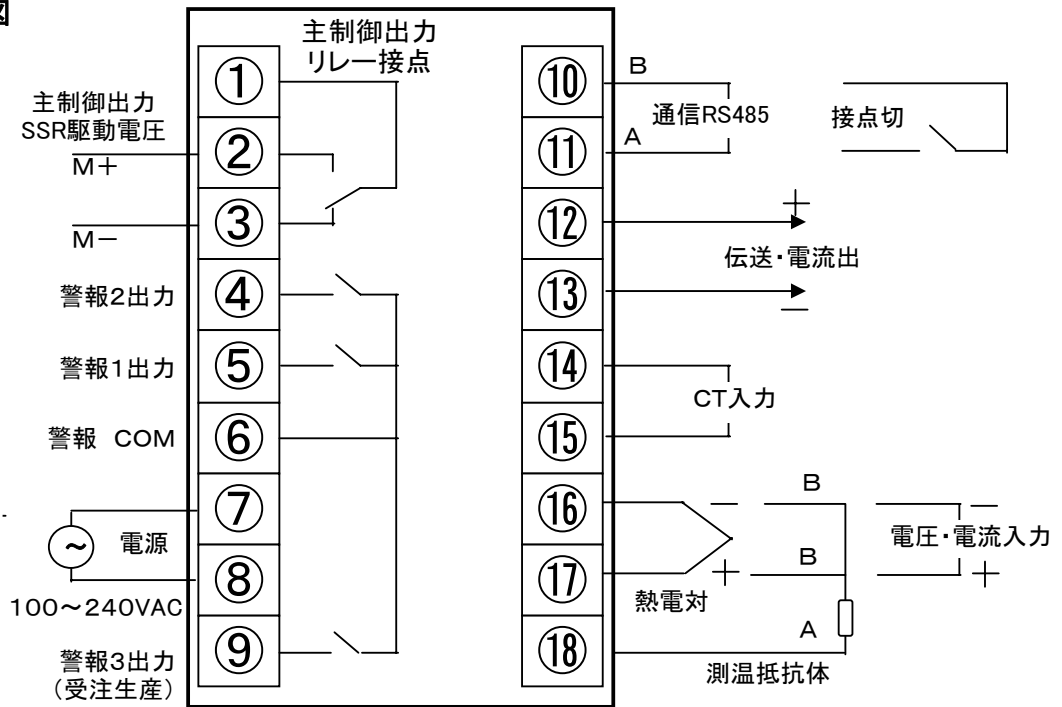 図
主制御出力
リレー接点
主制御出力
SSR駆動電圧
M+
M-
警報2出力
警報1出力
警報 COM
電源
100~240VAC
警報3出力
(受注生産)
①
②
③
④
⑤
⑥
⑦
⑧
⑨
⑩
⑪
⑫
⑬
⑭
⑮
⑯
⑰
⑱
B
通信RS485
A
接点切
+
伝送・電流出
-
CT入力
- B -
電圧・電流入力
+ B +
熱電対
A
測温抵抗体
~